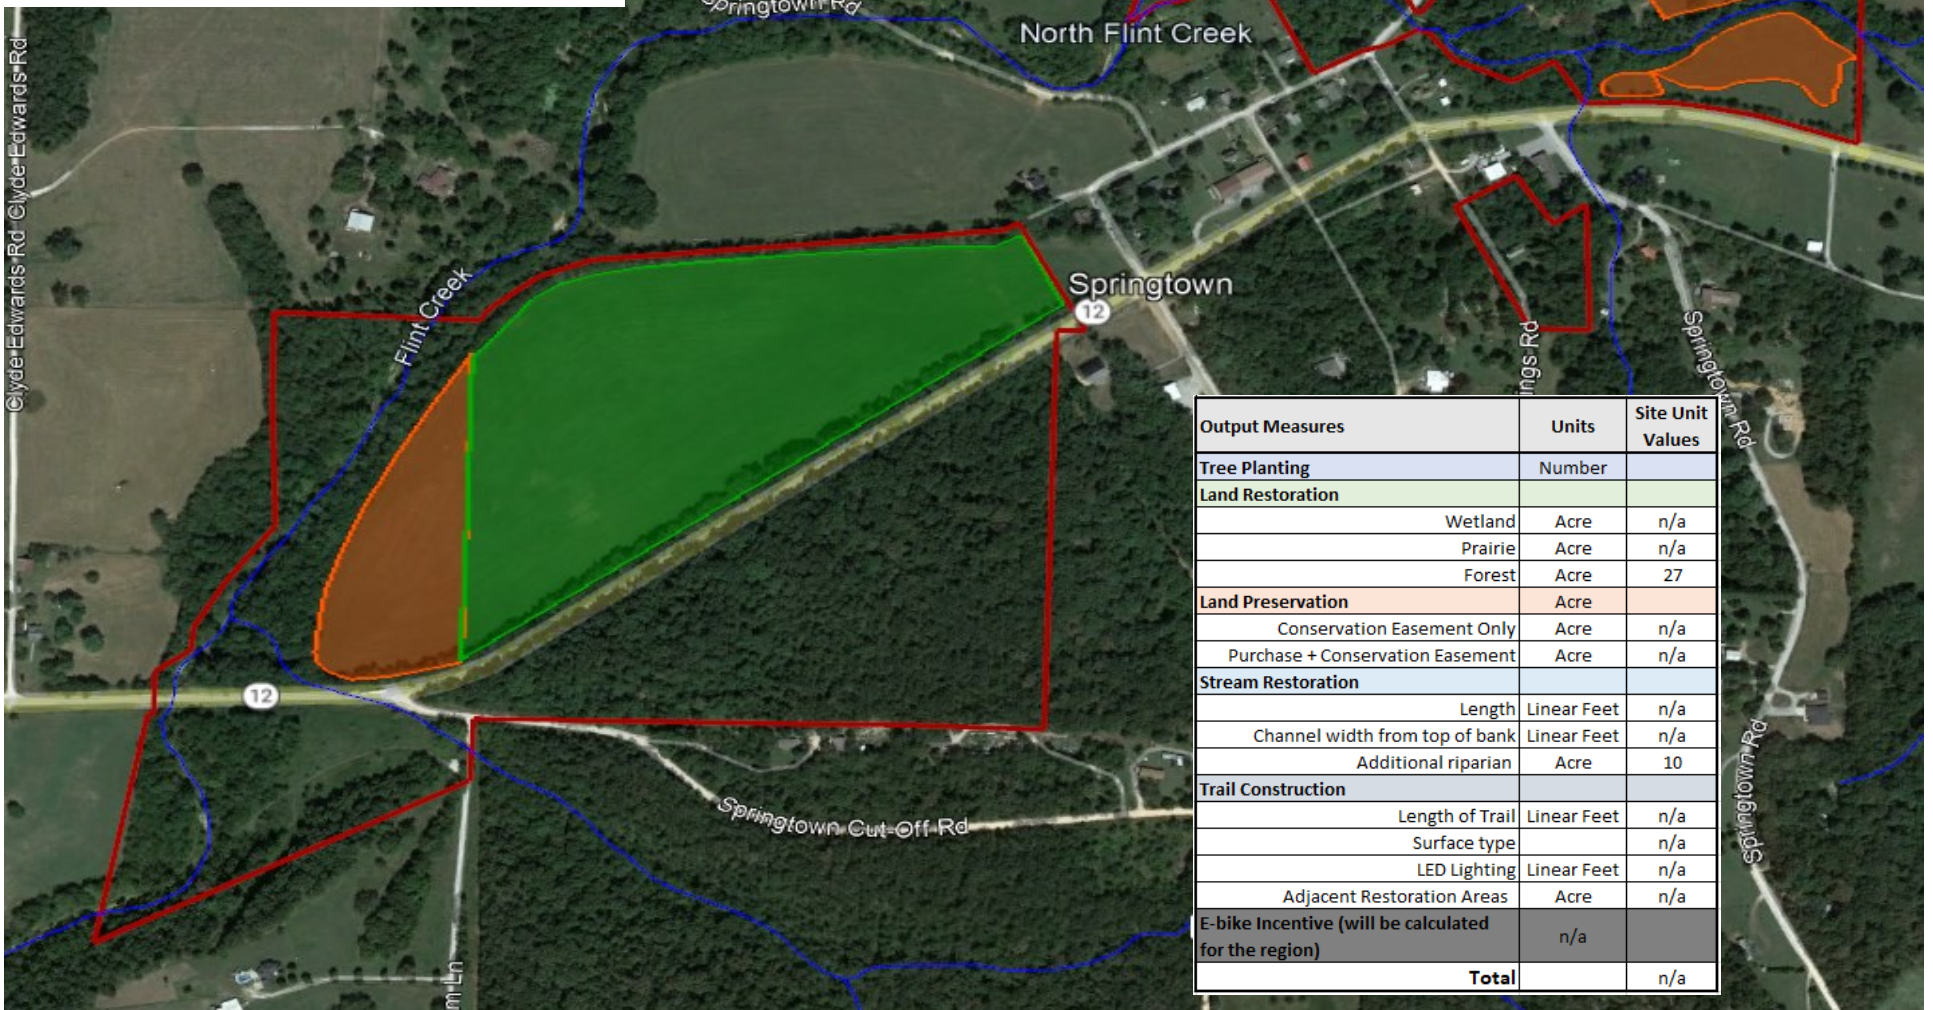 Springtown Rd
North Flint Creek
Clyde Edwards Rd Clyde Edwards Rd
Flint Creek
Springtown
12
ings Rd
Springtown Rd
12
Springtown Cut-Off Rd
m Ln
Springtown Rd
Output Measures Units Site Unit Values
Tree Planting Number
Land Restoration
Wetland Acre n/a
Prairie Acre n/a
Forest Acre 27
Land Preservation Acre
Conservation Easement Only Acre n/a
Purchase + Conservation Easement Acre n/a
Stream Restoration
Length Linear Feet n/a
Channel width from top of bank Linear Feet n/a
Additional riparian Acre 10
Trail Construction
Length of Trail Linear Feet n/a
Surface type n/a
LED Lighting Linear Feet n/a
Adjacent Restoration Areas Acre n/a
E-bike Incentive (will be calculated
for the region) n/a
Total n/a